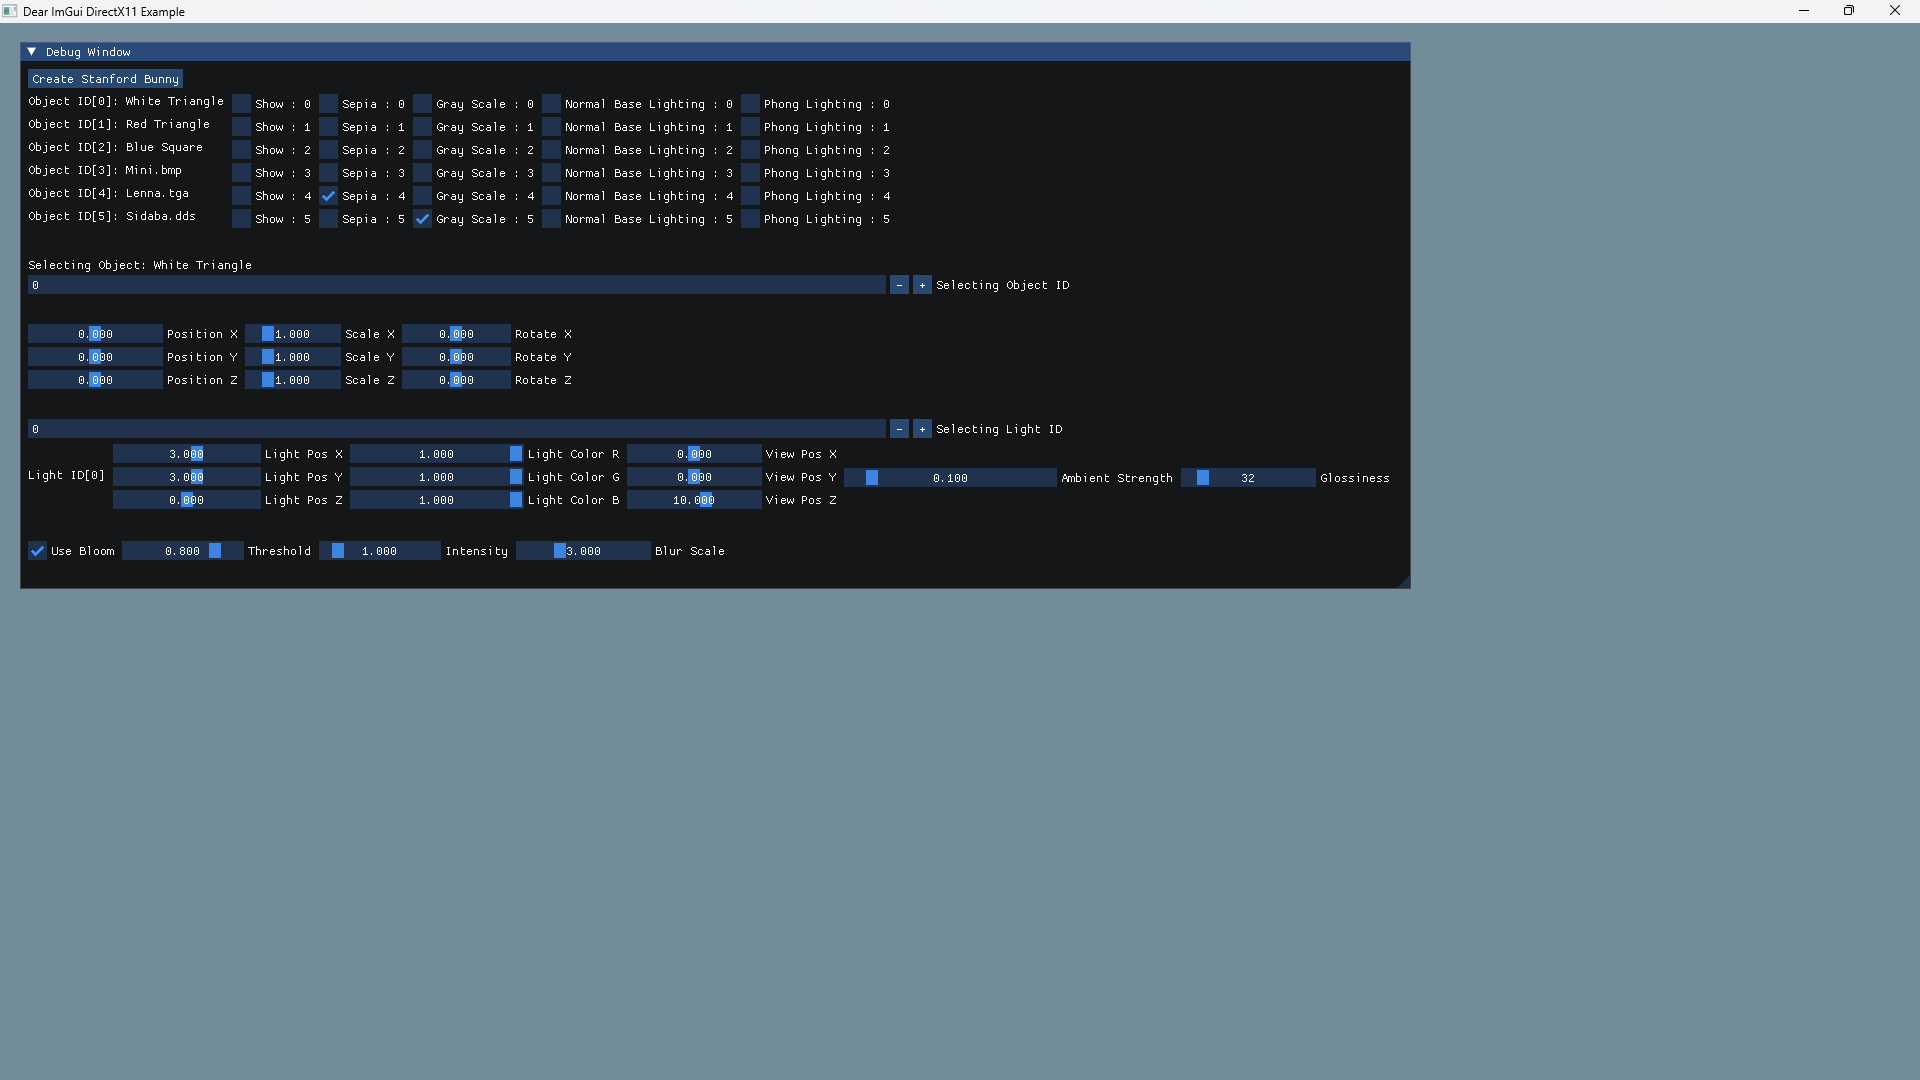 Dear ImGui DirectX11 Example
Debug Window
Create Stanford Bunny
Object ID[0]: White Triangle Show : 0 Sepia : 0 Gray Scale : 0 Normal Base Lighting : 0 Phong Lighting : 0
Object ID[1]: Red Triangle Show : 1 Sepia : 1 Gray Scale : 1 Normal Base Lighting : 1 Phong Lighting : 1
Object ID[2]: Blue Square Show : 2 Sepia : 2 Gray Scale : 2 Normal Base Lighting : 2 Phong Lighting : 2
Object ID[3]: Mini.bmp Show : 3 Sepia : 3 Gray Scale : 3 Normal Base Lighting : 3 Phong Lighting : 3
Object ID[4]: Lenna.tga Show : 4 Sepia : 4 Gray Scale : 4 Normal Base Lighting : 4 Phong Lighting : 4
Object ID[5]: Sidaba.dds Show : 5 Sepia : 5 Gray Scale : 5 Normal Base Lighting : 5 Phong Lighting : 5
Selecting Object: White Triangle
0 - + Selecting Object ID
0.000 Position X 1.000 Scale X 0.000 Rotate X
0.000 Position Y 1.000 Scale Y 0.000 Rotate Y
0.000 Position Z 1.000 Scale Z 0.000 Rotate Z
0 - + Selecting Light ID
3.000 Light Pos X 1.000 Light Color R 0.000 View Pos X
Light ID[0] 3.000 Light Pos Y 1.000 Light Color G 0.000 View Pos Y 0.100 Ambient Strength 32 Glossiness
0.000 Light Pos Z 1.000 Light Color B 10.000 View Pos Z
Use Bloom 0.800 Threshold 1.000 Intensity 3.000 Blur Scale